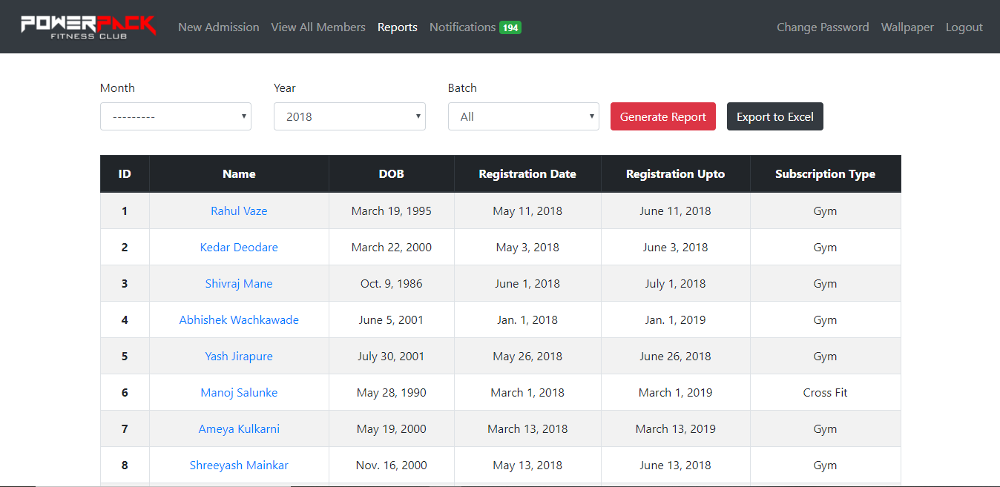 POWERPACK
FITNESS CLUB
New Admission View All Members Reports Notifications 194 Change Password Wallpaper Logout
Month Year Batch
--------- 2018 All Generate Report Export to Excel
ID Name DOB Registration Date Registration Upto Subscription Type
1 Rahul Vaze March 19, 1995 May 11, 2018 June 11, 2018 Gym
2 Kedar Deodare March 22, 2000 May 3, 2018 June 3, 2018 Gym
3 Shivraj Mane Oct. 9, 1986 June 1, 2018 July 1, 2018 Gym
4 Abhishek Wachkawade June 5, 2001 Jan. 1, 2018 Jan. 1, 2019 Gym
5 Yash Jirapure July 30, 2001 May 26, 2018 June 26, 2018 Gym
6 Manoj Salunke May 28, 1990 March 1, 2018 March 1, 2019 Cross Fit
7 Ameya Kulkarni May 19, 2000 March 13, 2018 March 13, 2019 Gym
8 Shreeyash Mainkar Nov. 16, 2000 May 13, 2018 June 13, 2018 Gym